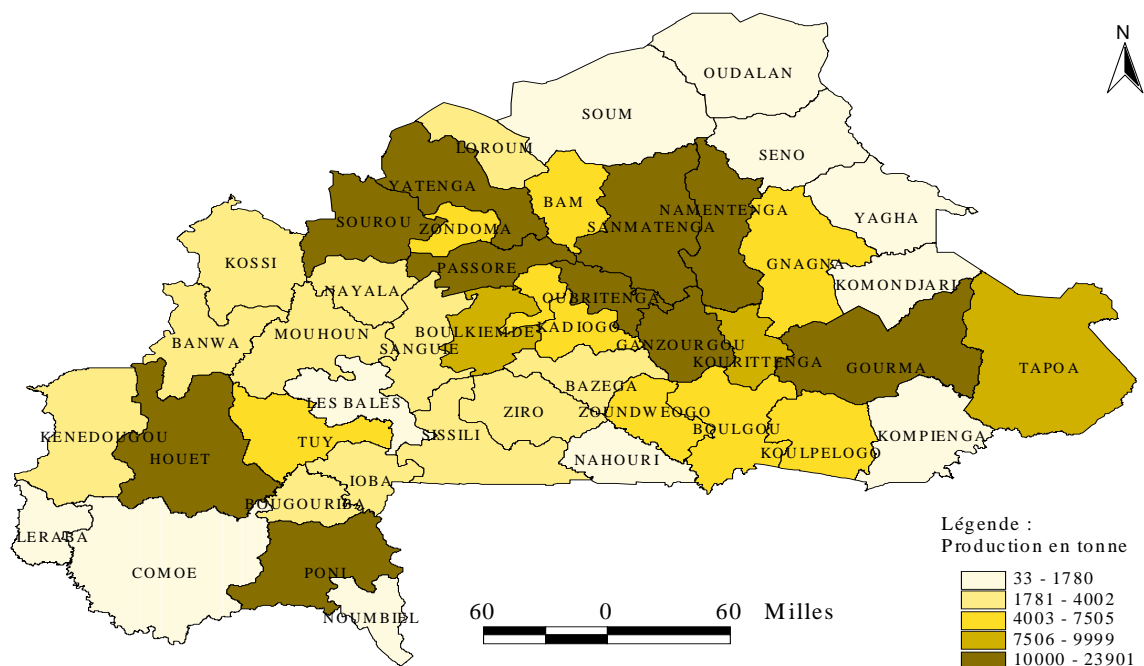 N
OUDALAN
SOUM
LOROUM
SENO
YATENGA
BAM
NAMENTENGA
YAGHA
SOUROU
ZONDOMA
SANMATENGA
KOSSI
PASSORE
GNAGNA
NAYALA
OUBRITENGA
KOMONDJARI
BANWA
MOUHOUN
BOULKIEMDE
KADIOGO
SANGUIE
GANZOURGOU
KOURITTENGA
GOURMA
TAPOA
BAZEGA
LES BALES
ZIRO
ZOUNDWEOGO
KENEDOUGOU
TUY
SISSILI
BOULGOU
KOMPIENGA
HOUET
NAHOURI
KOULPELOGO
IOBA
BOUGOURIBA
LERABA
COMOE
PONI
NOUMBIEL
60 0 60 Milles
Légende :
Production en tonne
33 - 1780
1781 - 4002
4003 - 7505
7506 - 9999
10000 - 23901